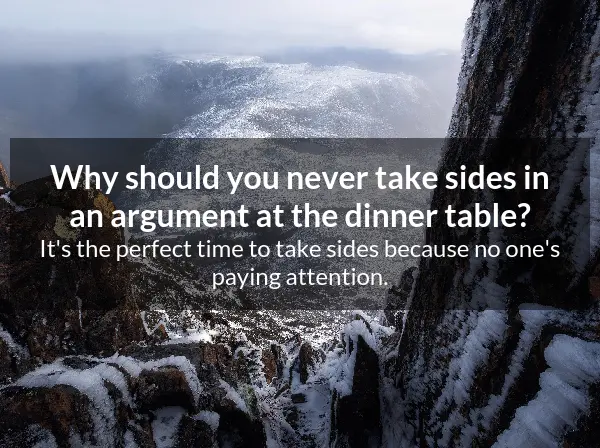 Why should you never take sides in
an argument at the dinner table?
It's the perfect time to take sides because no one's
paying attention.